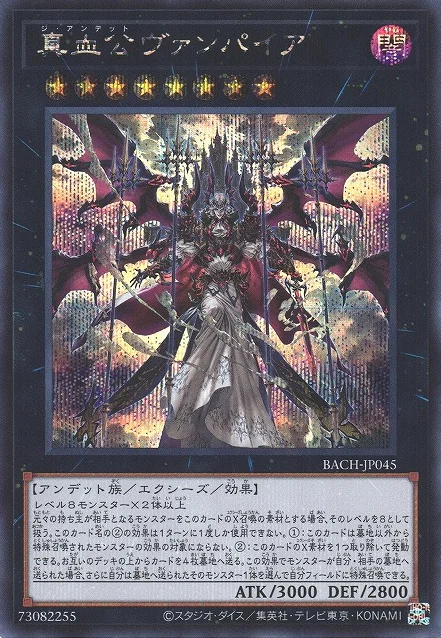 ジ・アンデット
真血公ヴァンパイア
闇
BACH-JP045
【アンデット族／エクシーズ／効果】
レベル８モンスター×２体以上
元々の持ち主が相手となるモンスターをこのカードのX召喚の素材とする場合、そのレベルを８として
扱う。このカード名の②の効果は１ターンに１度しか使用できない。①：このカードは墓地以外から
特殊召喚されたモンスターの効果の対象にならない。②：このカードのX素材を１つ取り除いて発動
できる。お互いのデッキの上からカードを４枚墓地へ送る。この効果でモンスターが自分・相手の墓地へ
送られた場合、さらに自分は墓地へ送られたそのモンスター１体を選んで自分フィールドに特殊召喚できる。
ATK/3000 DEF/2800
73082255
©スタジオ・ダイス／集英社・テレビ東京・KONAMI